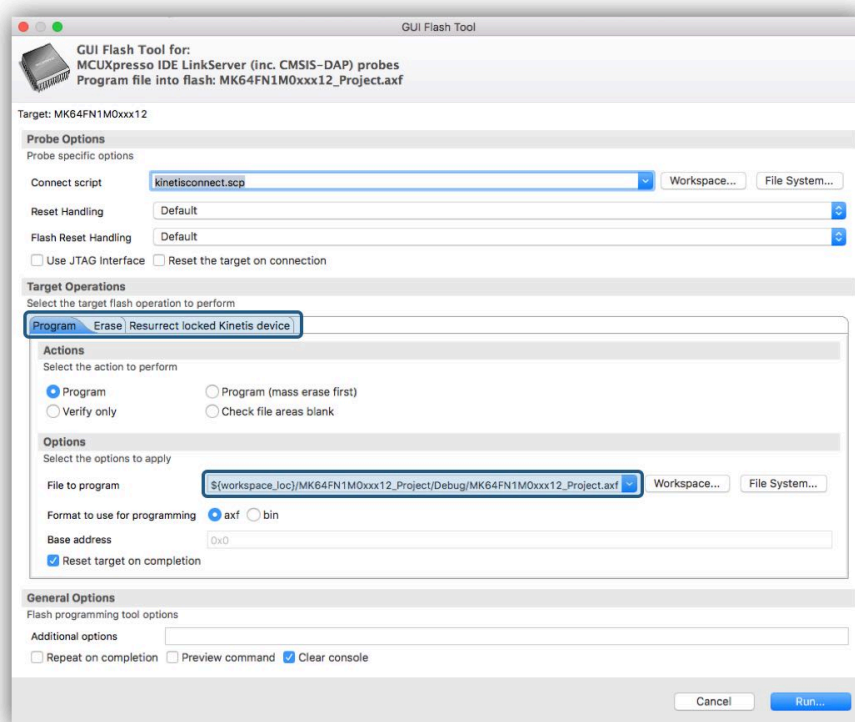 GUI Flash Tool
GUI Flash Tool for:
MCUXpresso IDE LinkServer (inc. CMSIS-DAP) probes
Program file into flash: MK64FN1M0xxx12_Project.axf
Target: MK64FN1M0xxx12
Probe Options
Probe specific options
Connect script kinetisconnect.scp Workspace... File System...
Reset Handling Default
Flash Reset Handling Default
Use JTAG Interface Reset the target on connection
Target Operations
Select the target flash operation to perform
Program Erase Resurrect locked Kinetis device
Actions
Select the action to perform
Program Program (mass erase first)
Verify only Check file areas blank
Options
Select the options to apply
File to program ${workspace_loc}/MK64FN1M0xxx12_Project/Debug/MK64FN1M0xxx12_Project.axf Workspace... File System...
Format to use for programming axf bin
Base address 0x0
Reset target on completion
General Options
Flash programming tool options
Additional options
Repeat on completion Preview command Clear console
Cancel Run...